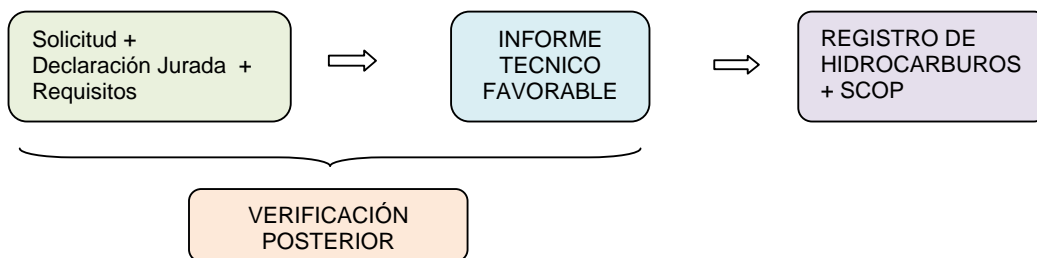 Solicitud +
Declaración Jurada +
Requisitos
INFORME
TECNICO
FAVORABLE
REGISTRO DE
HIDROCARBUROS
+ SCOP
VERIFICACIÓN
POSTERIOR